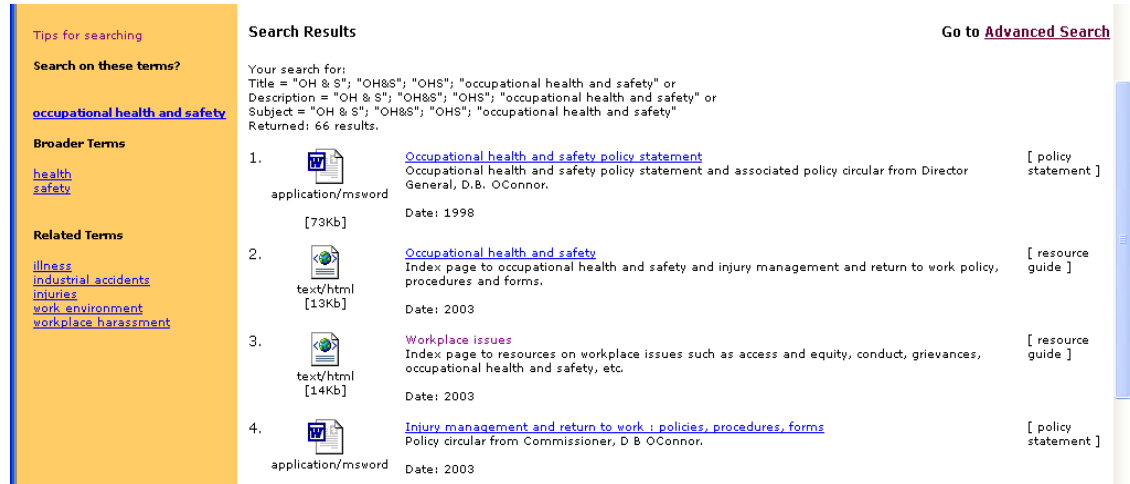 Tips for searching
Search on these terms?
occupational health and safety
Broader Terms
health
safety
Related Terms
illness
industrial accidents
injuries
work environment
workplace harassment
Search Results
Go to Advanced Search
Your search for:
Title = "OH & S"; "OH&S"; "OHS"; "occupational health and safety" or
Description = "OH & S"; "OH&S"; "OHS"; "occupational health and safety" or
Subject = "OH & S"; "OH&S"; "OHS"; "occupational health and safety"
Returned: 66 results.
1.
application/msword
[73Kb]
Occupational health and safety policy statement
Occupational health and safety policy statement and associated policy circular from Director
General, D.B. OConnor.
Date: 1998
[ policy
statement ]
2.
text/html
[13Kb]
Occupational health and safety
Index page to occupational health and safety and injury management and return to work policy,
procedures and forms.
Date: 2003
[ resource
guide ]
3.
text/html
[14Kb]
Workplace issues
Index page to resources on workplace issues such as access and equity, conduct, grievances,
occupational health and safety, etc.
Date: 2003
[ resource
guide ]
4.
application/msword
Injury management and return to work : policies, procedures, forms
Policy circular from Commissioner, D B OConnor.
Date: 2003
[ policy
statement ]